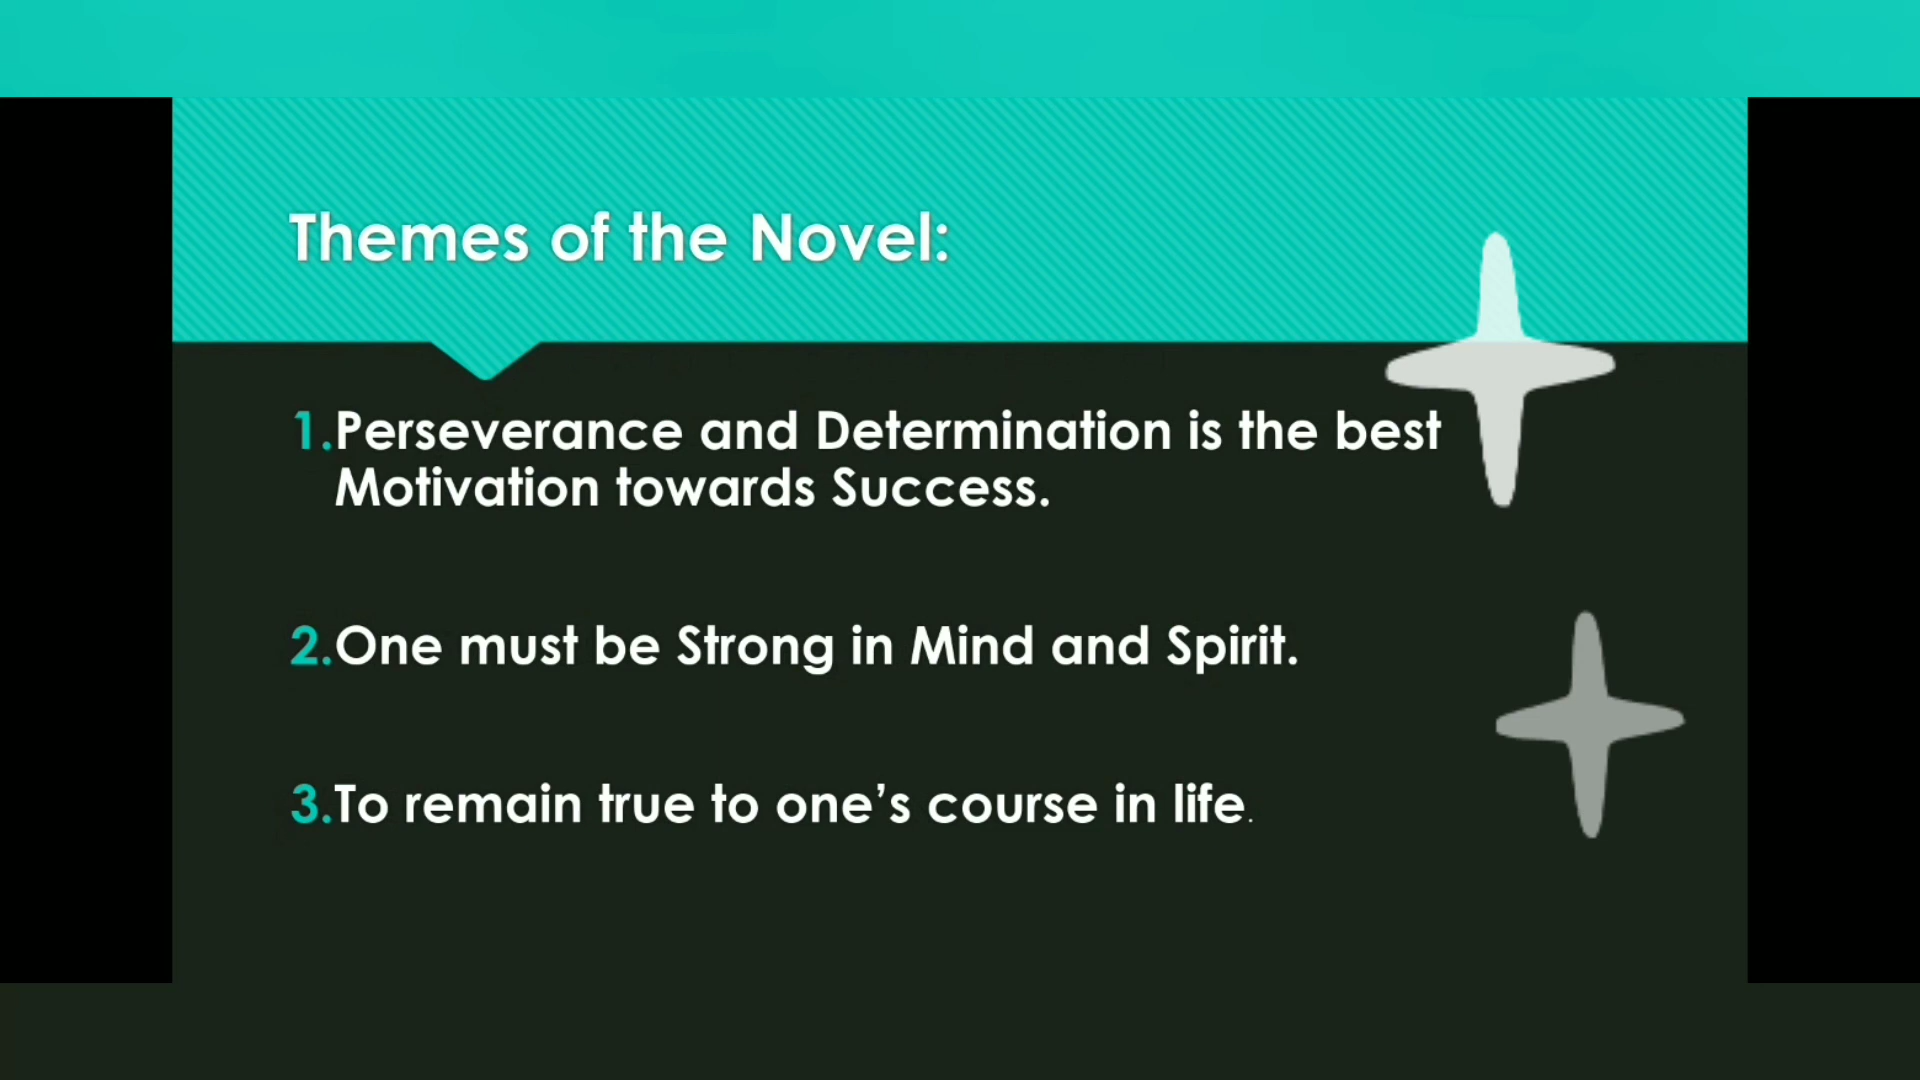 Themes of the Novel:
1.Perseverance and Determination is the best
Motivation towards Success.
2.One must be Strong in Mind and Spirit.
3.To remain true to one’s course in life.